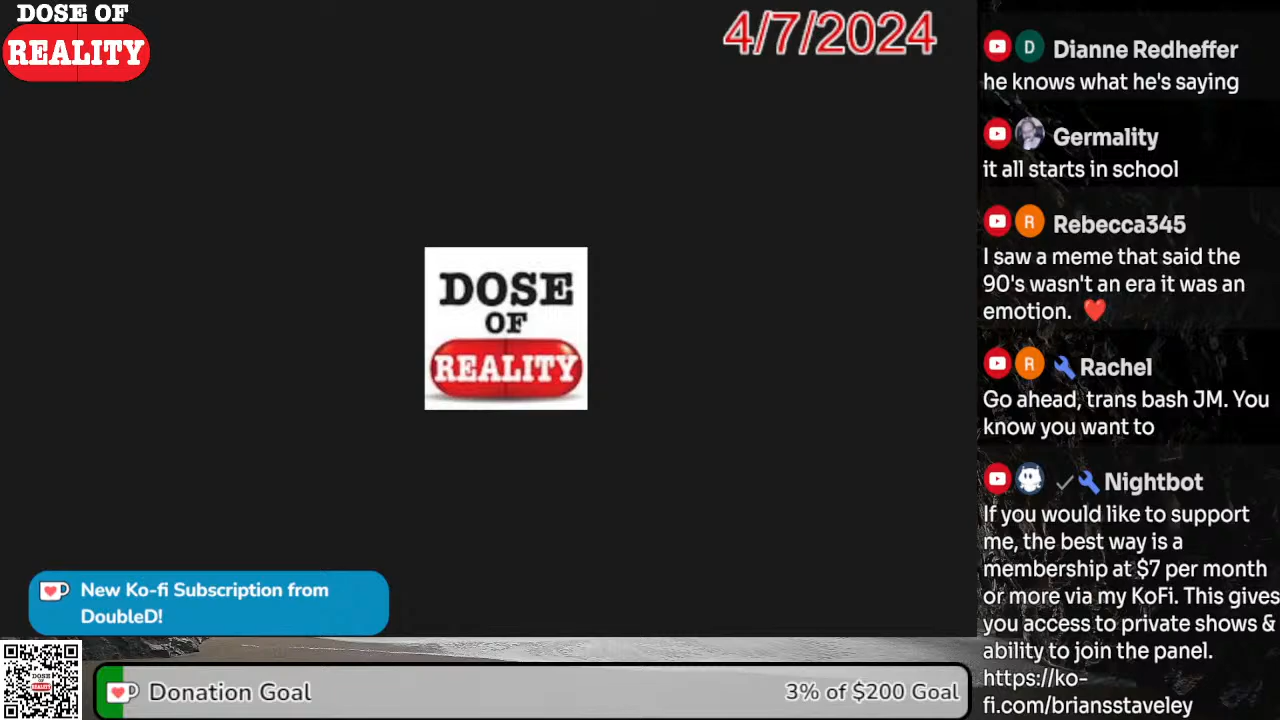 DOSE OF
REALITY
4/7/2024
DOSE
OF
REALITY
New Ko-fi Subscription from
DoubleD!
DOSE
OF
REALITY
Donation Goal
3% of $200 Goal
D
Dianne Redheffer
he knows what he's saying
Germality
it all starts in school
R
Rebecca345
I saw a meme that said the
90's wasn't an era it was an
emotion. ❤️
R
Rachel
Go ahead, trans bash JM. You
know you want to
Nightbot
If you would like to support
me, the best way is a
membership at $7 per month
or more via my KoFi. This gives
you access to private shows &
ability to join the panel.
https://ko-
fi.com/briansstaveley